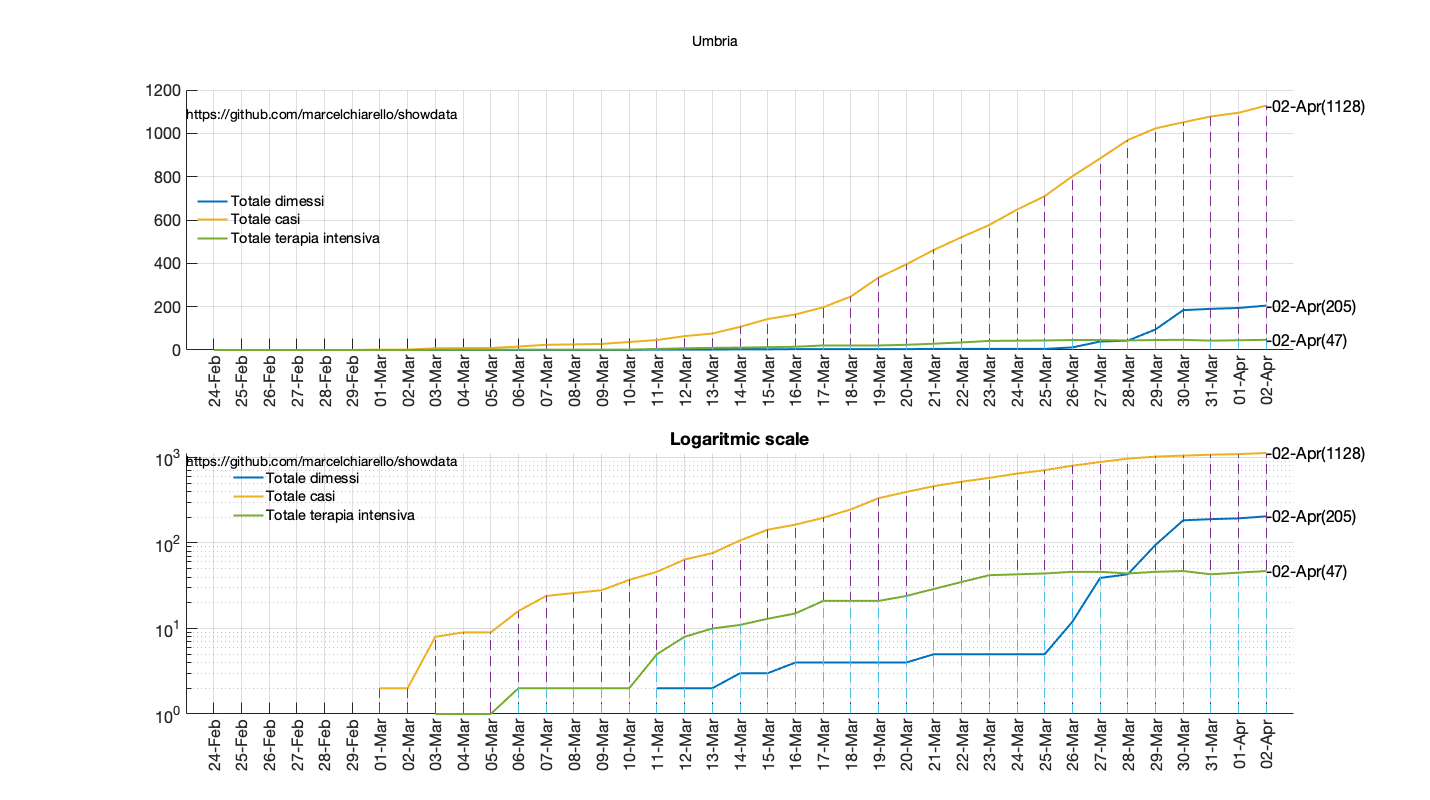 Umbria
1200
1000
800
600
400
200
0
https://github.com/marcelchiarello/showdata
Totale dimessi
Totale casi
Totale terapia intensiva
02-Apr(1128)
02-Apr(205)
02-Apr(47)
24-Feb
25-Feb
26-Feb
27-Feb
28-Feb
29-Feb
01-Mar
02-Mar
03-Mar
04-Mar
05-Mar
06-Mar
07-Mar
08-Mar
09-Mar
10-Mar
11-Mar
12-Mar
13-Mar
14-Mar
15-Mar
16-Mar
17-Mar
18-Mar
19-Mar
20-Mar
21-Mar
22-Mar
23-Mar
24-Mar
25-Mar
26-Mar
27-Mar
28-Mar
29-Mar
30-Mar
31-Mar
01-Apr
02-Apr
Logaritmic scale
10^3
10^2
10^1
10^0
https://github.com/marcelchiarello/showdata
Totale dimessi
Totale casi
Totale terapia intensiva
02-Apr(1128)
02-Apr(205)
02-Apr(47)
24-Feb
25-Feb
26-Feb
27-Feb
28-Feb
29-Feb
01-Mar
02-Mar
03-Mar
04-Mar
05-Mar
06-Mar
07-Mar
08-Mar
09-Mar
10-Mar
11-Mar
12-Mar
13-Mar
14-Mar
15-Mar
16-Mar
17-Mar
18-Mar
19-Mar
20-Mar
21-Mar
22-Mar
23-Mar
24-Mar
25-Mar
26-Mar
27-Mar
28-Mar
29-Mar
30-Mar
31-Mar
01-Apr
02-Apr